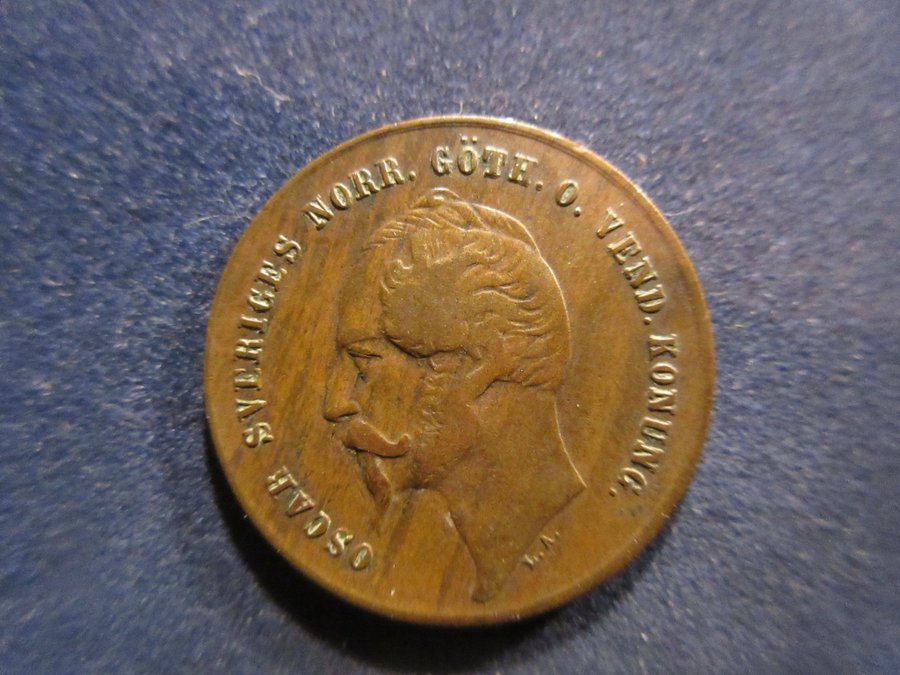 OSCAR SVERIGES NORR. GÖTH. O. VEND. KONUNG.
L.A.